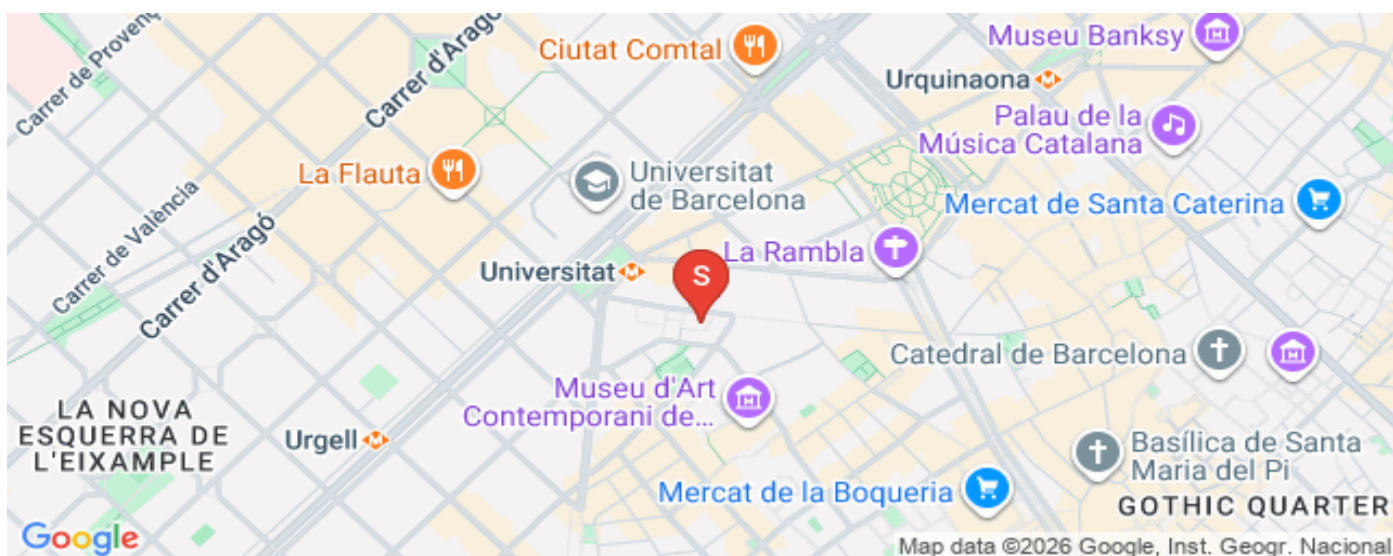 Carrer de Provenç
Carrer d'Aragó
Ciutat Comtal
Museu Banksy
Urquinaona
Palau de la
Música Catalana
La Flauta
Universitat
de Barcelona
Mercat de Santa Caterina
Carrer de València
Carrer d'Aragó
Universitat
S
La Rambla
Catedral de Barcelona
Museu d'Art
Contemporani de...
LA NOVA
ESQUERRA DE
L'EIXAMPLE
Urgell
Basílica de Santa
Maria del Pi
Mercat de la Boqueria
GOTHIC QUARTER
Google
Map data ©2026 Google, Inst. Geogr. Nacional